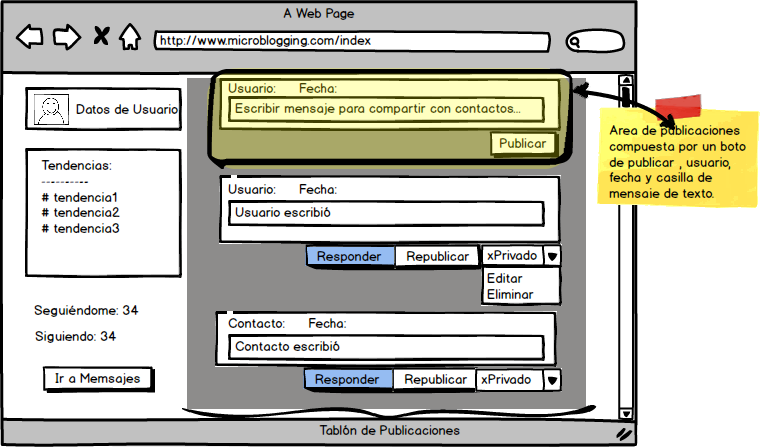 A Web Page
http://www.microblogging.com/index
Datos de Usuario
Tendencias:
----------
# tendencia1
# tendencia2
# tendencia3
Seguiéndome: 34
Siguiendo: 34
Ir a Memsajes
Usuario: Fecha:
Escribir mensaje para compartir con contactos...
Publicar
Usuario: Fecha:
Usuario escribió
Responder Republicar xPrivado
Editar
Eliminar
Contacto: Fecha:
Contacto escribió
Responder Republicar xPrivado
Area de publicaciones
compuesta por un boto
de publicar , usuario,
fecha y casilla de
mensaje de texto.
Tablón de Publicaciones